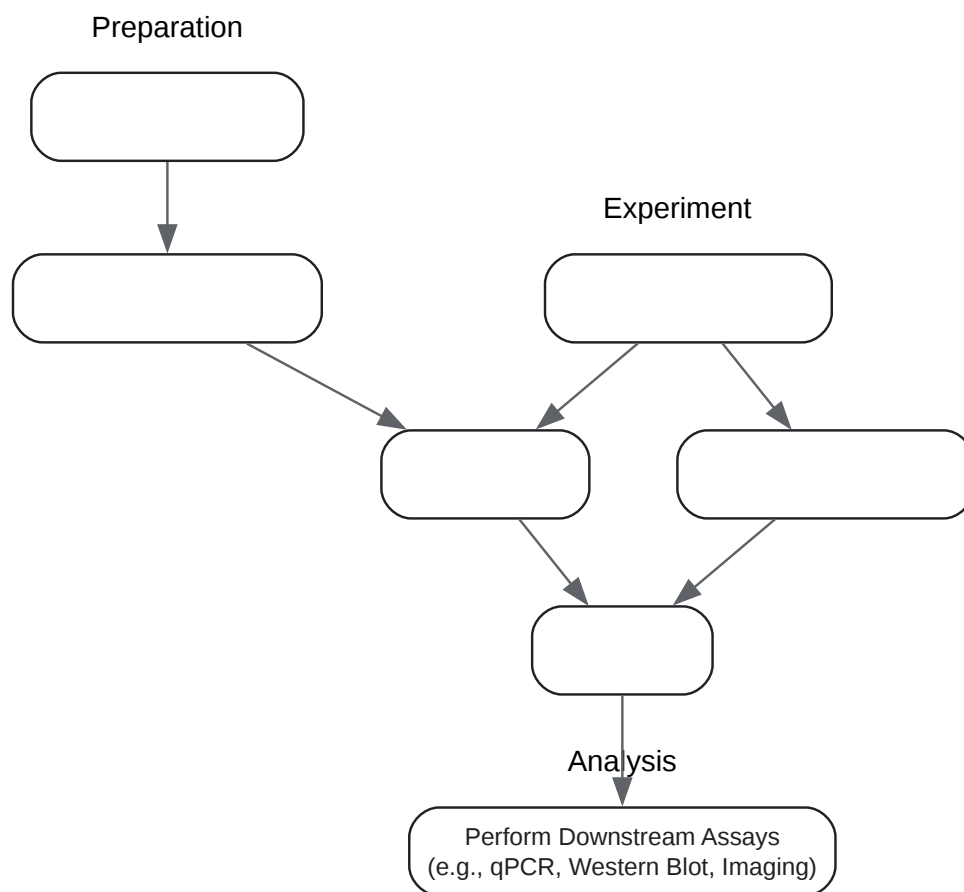 Preparation
Experiment
Analysis
Perform Downstream Assays
(e.g., qPCR, Western Blot, Imaging)